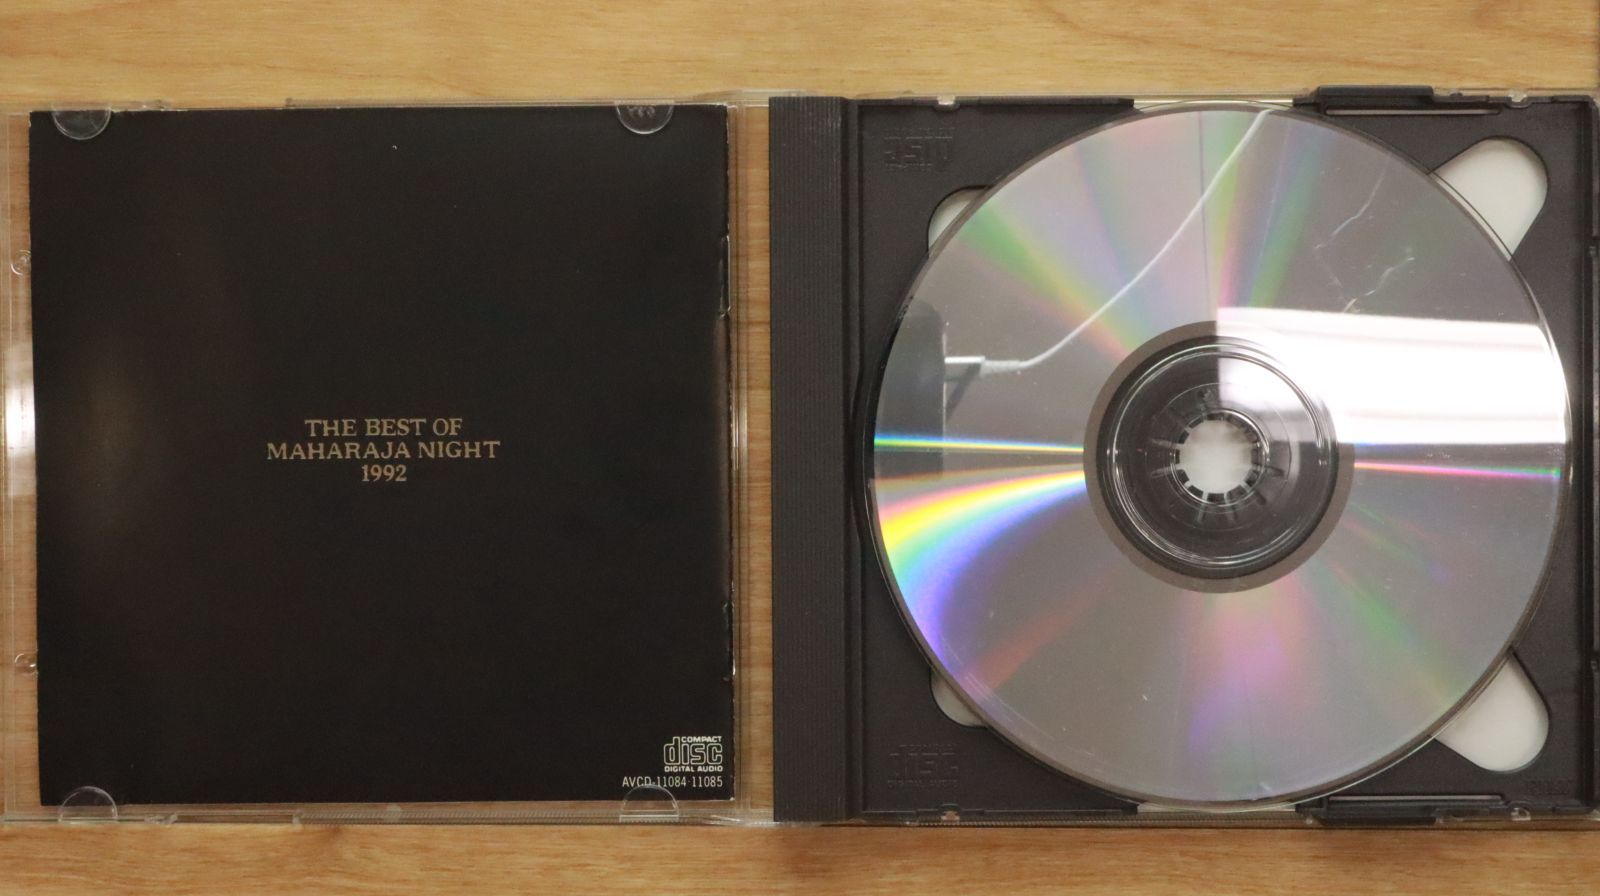 THE BEST OF
MAHARAJA NIGHT
1992
COMPACT
disc
DIGITAL AUDIO
AVCD-11084·11085